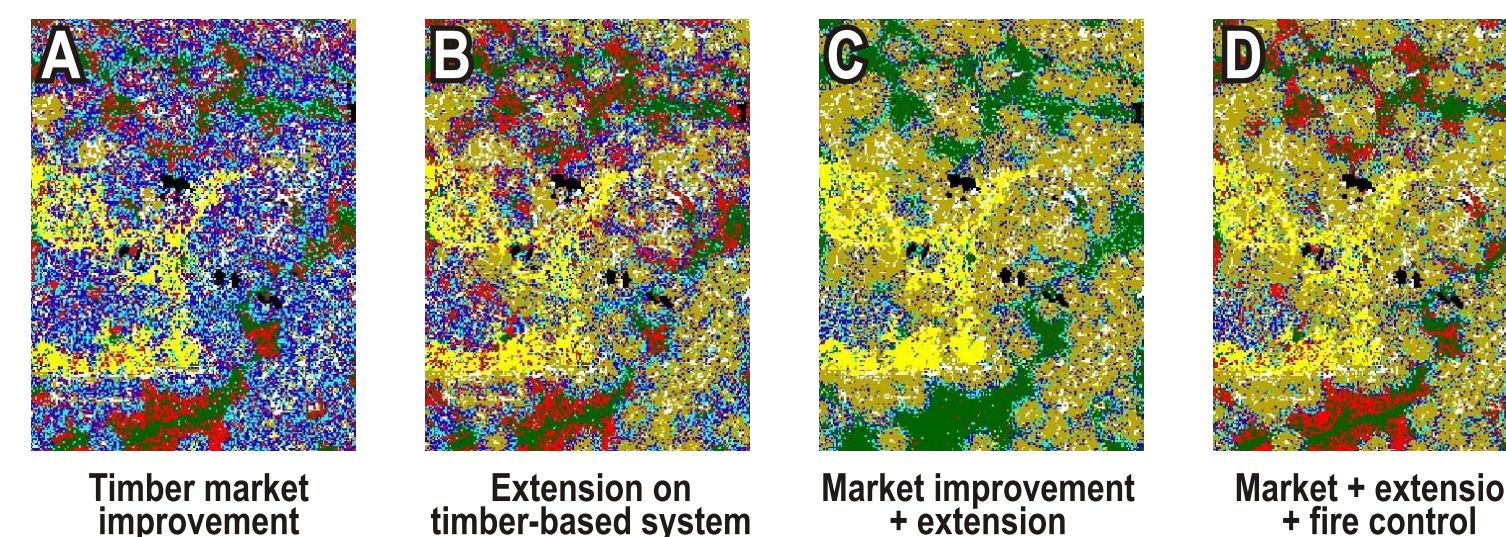 A
B
C
D
Timber market
improvement
Extension on
timber-based system
Market improvement
+ extension
Market + extensio
+ fire control